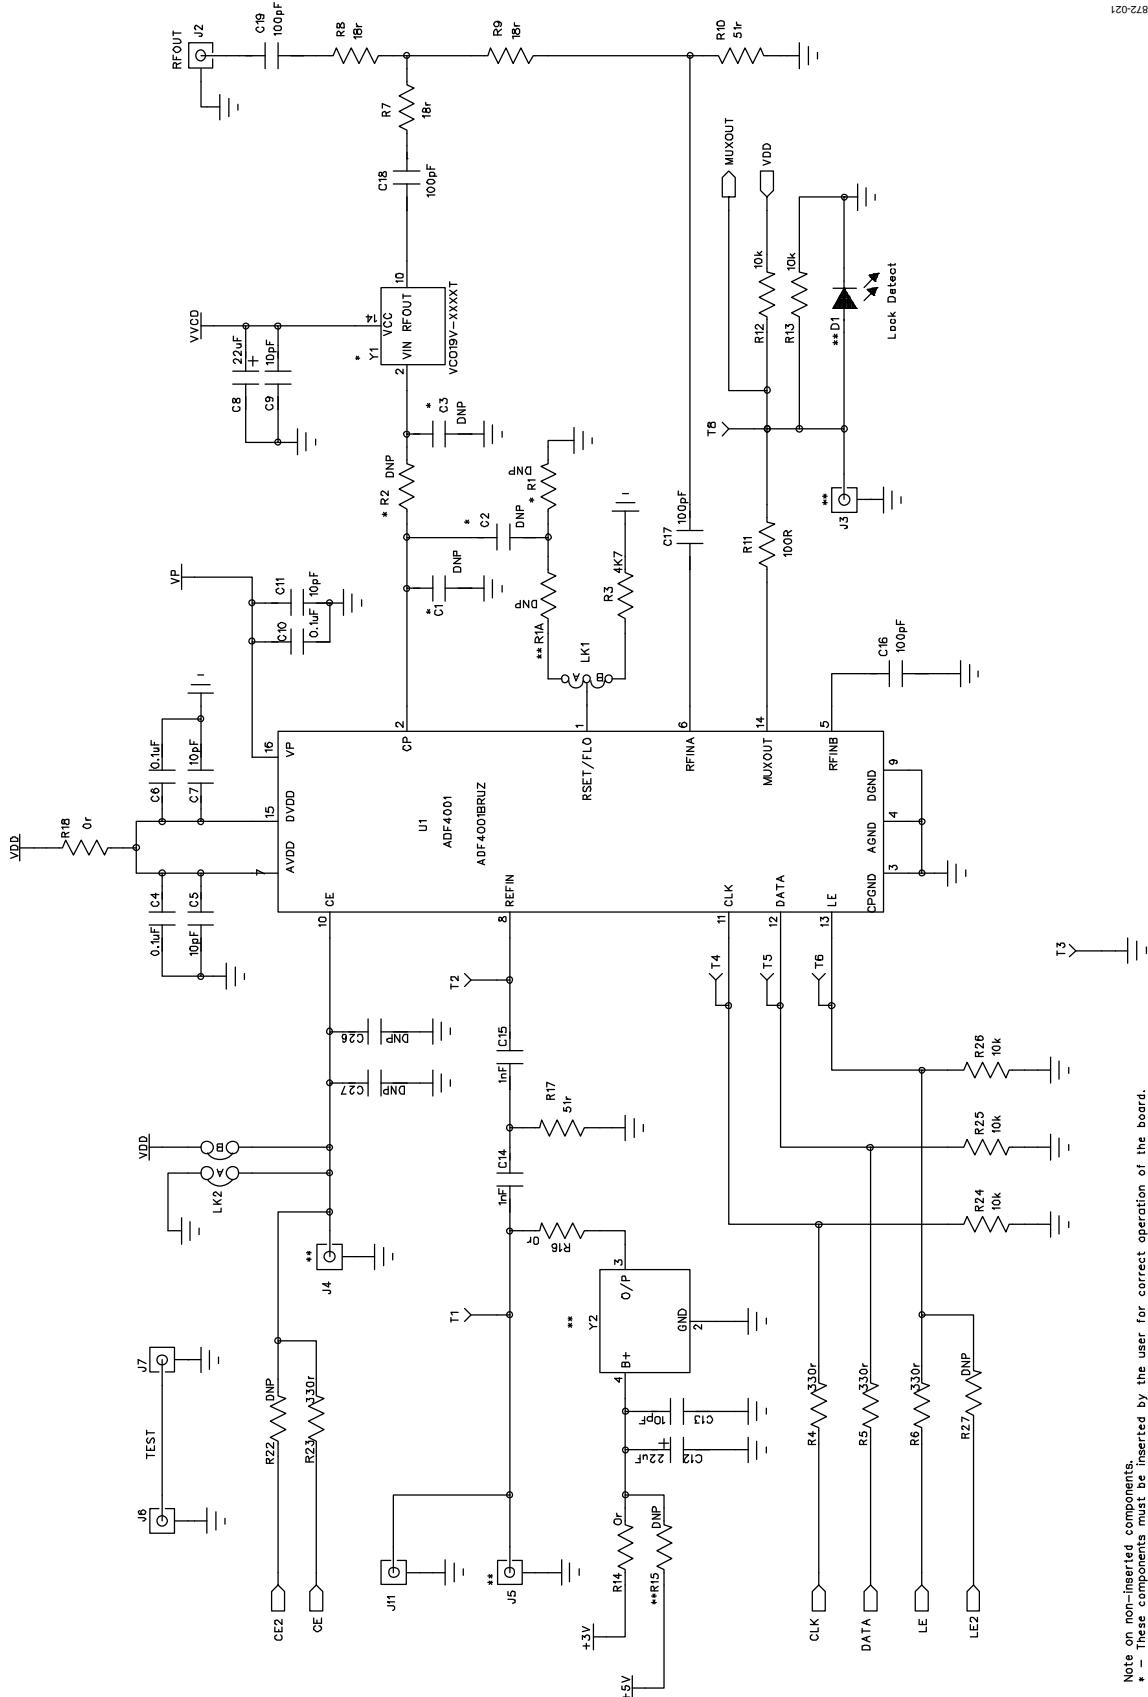 872-021
RFOUT
J2
C19
100pF
R8
18r
R9
18r
R10
51r
R7
18r
C18
100pF
MUXOUT
VDD
VVCO
22uF
+
10pF
C8
C9
14
VCC
10
VIN RFOUT
*
Y1
2
VCO19V-XXXXT
R12
10k
R13
10k
** D1
Lock Detect
DNP
* R2
*
C3
DNP
T8
**
J3
DNP
* R1
*
C2
DNP
C17
100pF
R11
100R
VP
C11
10pF
C10
0.1uF
*
C1
DNP
DNP
** R1A
4K7
R3
LK1
A
B
C16
100pF
VDD
R18
0r
0.1uF
C6
10pF
C7
16
VP
15
DVDD
7
AVDD
2
CP
1
RSET/FLO
6
RFINA
14
MUXOUT
5
RFINB
U1
ADF4001
ADF4001BRUZ
9
DGND
4
AGND
3
CPGND
C4
0.1uF
C5
10pF
CE
10
REFIN
8
CLK
11
DATA
12
LE
13
T2
T4
T5
T6
T3
C26
DNP
C27
DNP
C15
1nF
R17
51r
C14
1nF
R26
10k
R25
10k
R24
10k
VDD
B
A
LK2
**
J4
0r
R16
T1
3
O/P
**
Y2
GND
2
B+
4
10pF
C13
+
22uF
C12
J7
TEST
J6
DNP
R22
330r
R23
CE2
CE
J11
**
J5
0r
R14
DNP
**R15
+3V
+5V
330r
R4
330r
R5
330r
R6
DNP
R27
CLK
DATA
LE
LE2
Note on non-inserted components.
* - These components must be inserted by the user for correct operation of the board.